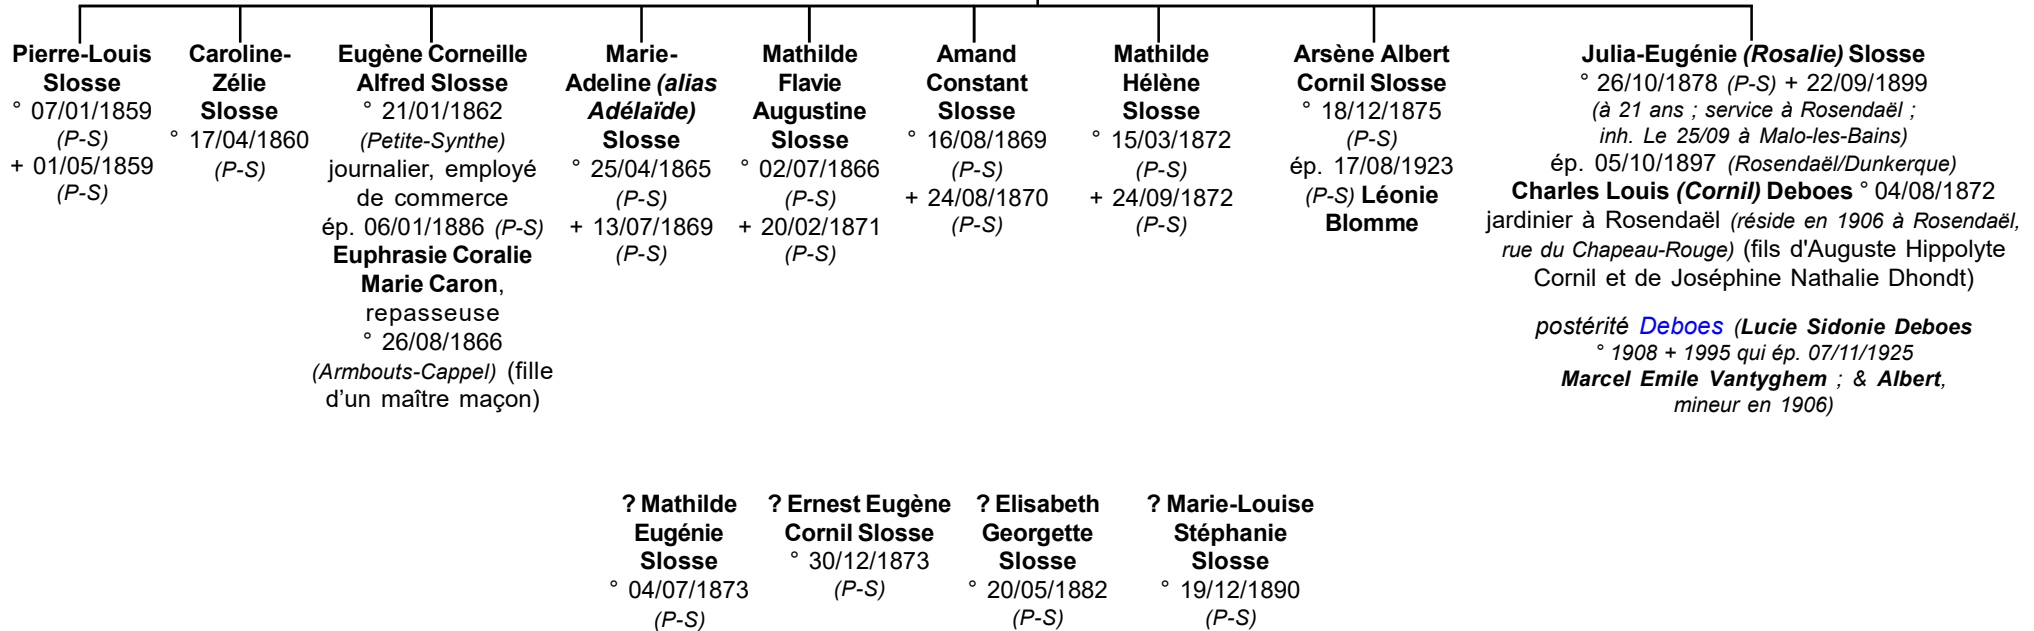 Pierre-Louis
Slosse
° 07/01/1859
(P-S)
+ 01/05/1859
(P-S)
Caroline-
Zélie
Slosse
° 17/04/1860
(P-S)
Eugène Corneille
Alfred Slosse
° 21/01/1862
(Petite-Synthe)
journalier, employé
de commerce
ép. 06/01/1886 (P-S)
Euphrasie Coralie
Marie Caron,
repasseuse
° 26/08/1866
(Armbouts-Cappel) (fille
d'un maître maçon)
Marie-
Adeline (alias
Adélaïde)
Slosse
° 25/04/1865
(P-S)
+ 13/07/1869
(P-S)
Mathilde
Flavie
Augustine
Slosse
° 02/07/1866
(P-S)
+ 20/02/1871
(P-S)
Amand
Constant
Slosse
° 16/08/1869
(P-S)
+ 24/08/1870
(P-S)
Mathilde
Hélène
Slosse
° 15/03/1872
(P-S)
+ 24/09/1872
(P-S)
Arsène Albert
Cornil Slosse
° 18/12/1875
(P-S)
ép. 17/08/1923
(P-S) Léonie
Blomme
Julia-Eugénie (Rosalie) Slosse
° 26/10/1878 (P-S) + 22/09/1899
(à 21 ans ; service à Rosendaël ;
inh. Le 25/09 à Malo-les-Bains)
ép. 05/10/1897 (Rosendaël/Dunkerque)
Charles Louis (Cornil) Deboes ° 04/08/1872
jardinier à Rosendaël (réside en 1906 à Rosendaël,
rue du Chapeau-Rouge) (fils d'Auguste Hippolyte
Cornil et de Joséphine Nathalie Dhondt)
postérité Deboes (Lucie Sidonie Deboes
° 1908 + 1995 qui ép. 07/11/1925
Marcel Emile Vantyghem ; & Albert,
mineur en 1906)
? Mathilde
Eugénie
Slosse
° 04/07/1873
(P-S)
? Ernest Eugène
Cornil Slosse
° 30/12/1873
(P-S)
? Elisabeth
Georgette
Slosse
° 20/05/1882
(P-S)
? Marie-Louise
Stéphanie
Slosse
° 19/12/1890
(P-S)